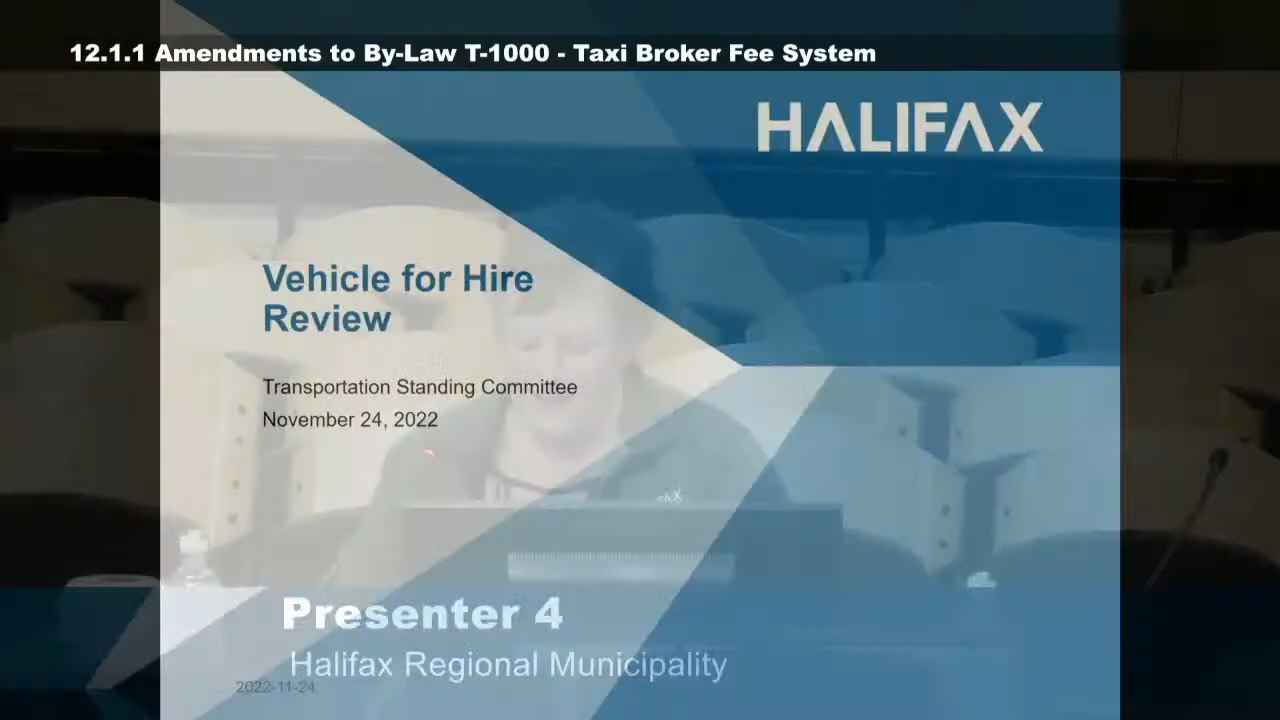 12.1.1 Amendments to By-Law T-1000 - Taxi Broker Fee System
HALIFAX
Vehicle for Hire
Review
Transportation Standing Committee
November 24, 2022
Presenter 4
Halifax Regional Municipality
2022-11-24